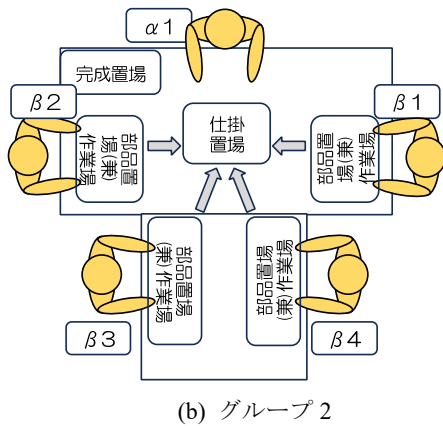 α1
完成置場
β2
β1
仕掛
置場
部品置
場(兼)
作業場
部品置
場(兼)
作業場
部品置場
(兼)作業場
部品置場
(兼)作業場
β3
β4
(b) グループ 2